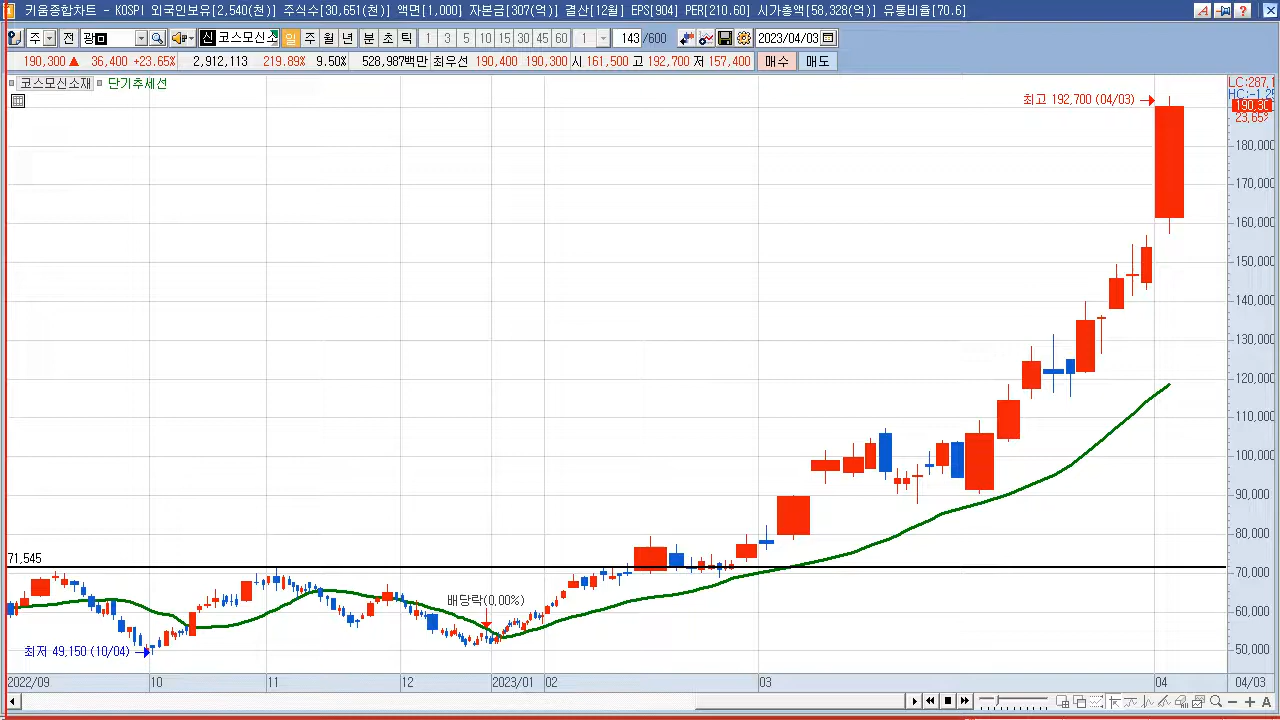 키움종합차트 - KOSPI 외국인보유[2,540(천)] 주식수[30,651(천)] 액면[1,000] 자본금[307(억)] 결산[12월] EPS[904] PER[210.60] 시가총액[58,328(억)] 유통비율[70.6]
주 전 광 신 코스모신소 일 주 월 년 분 초 틱 1 3 5 10 15 30 45 60 1 143 /600 2023/04/03
190,300 ▲ 36,400 +23.65% 2,912,113 219.89% 9.50% 528,987백만 최우선 190,400 190,300 시 161,500 고 192,700 저 157,400 매수 매도
코스모신소재 단기추세선
LC:287.1
HC:-1.25
최고 192,700 (04/03)
190,30
23.65%
180,000
170,000
160,000
150,000
140,000
130,000
120,000
110,000
100,000
90,000
80,000
71,545
70,000
배당락(0.00%)
60,000
최저 49,150 (10/04)
50,000
2022/09 10 11 12 2023/01 02 03 04 04/03
A